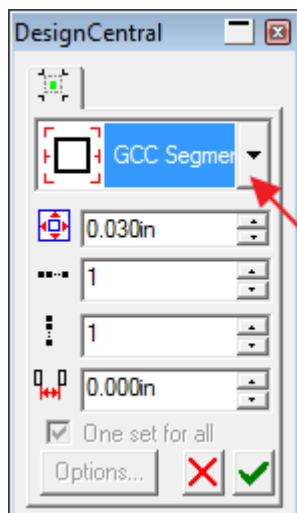 DesignCentral
GCC Segmer
0.030in
1
1
0.000in
One set for all
Options...